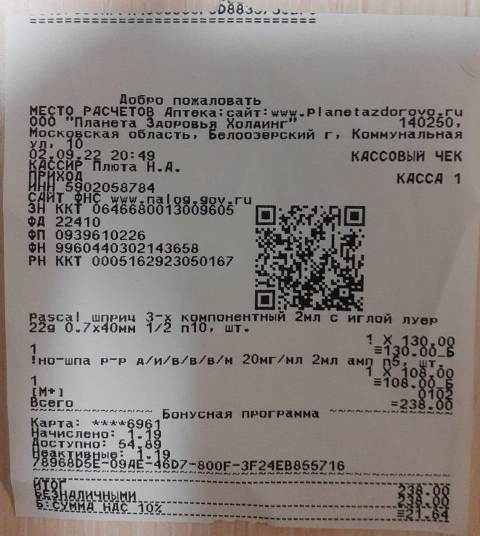 Добро пожаловать
МЕСТО РАСЧЕТОВ Аптека;сайт:www.planetazdorovo.ru
ООО "Планета Здоровья Холдинг" 140250,
Московская область, Белоозерский г, Коммунальная
ул, 10
02.09.22 20:49 КАССОВЫЙ ЧЕК
КАССИР Плюта Н.А.
ПРИХОД КАССА 1
ИНН 5902058784
САЙТ ФНС www.nalog.gov.ru
ЗН ККТ 0646680013009605
ФД 22410
ФП 0939610226
ФН 9960440302143658
РН ККТ 0005162923050167
Pascal шприц 3-х компонентный 2мл с иглой луер
22g 0.7х40мм 1/2 n10, шт.
1 X 130.00
1 =130.00_Б
!но-шпа р-р д/и/в/в/в/м 20мг/мл 2мл амп n5, шт.
1 X 108.00
1 =108.00_Б
[М+] 0102
Всего =238.00
Бонусная программа
Карта: ****6961
Начислено: 1.19
Доступно: 54.89
Неактивные: 1.19
78968D5E-09AE-46D7-800F-3F24EB855716
ИТОГ 238.00
БЕЗНАЛИЧНЫМИ 238.00
Б:СУММА НДС 10% =21.64